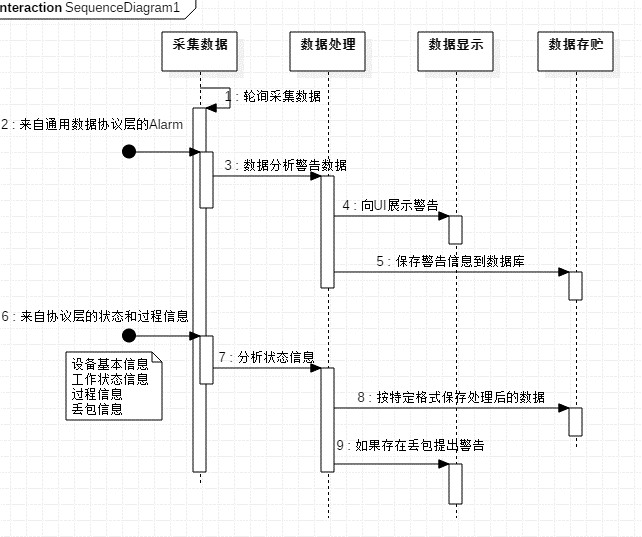 Interaction SequenceDiagram1
采集数据
数据处理
数据显示
数据存贮
1 : 轮询采集数据
2 : 来自通用数据协议层的Alarm
3 : 数据分析警告数据
4 : 向UI展示警告
5 : 保存警告信息到数据库
6 : 来自协议层的状态和过程信息
7 : 分析状态信息
设备基本信息
工作状态信息
过程信息
丢包信息
8 : 按特定格式保存处理后的数据
9 : 如果存在丢包提出警告